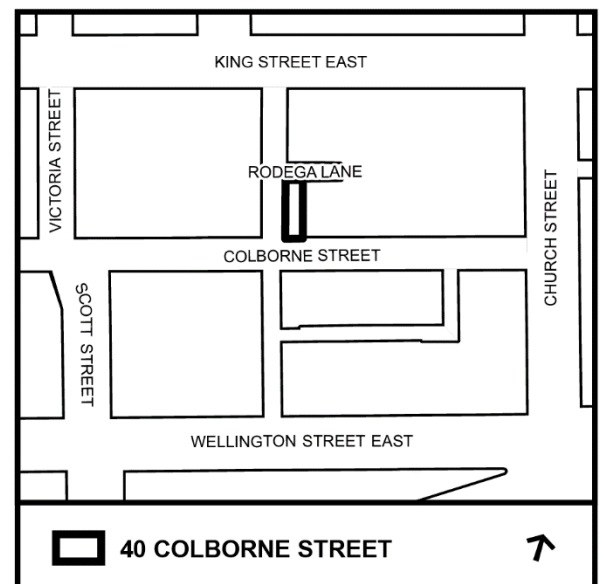 KING STREET EAST
VICTORIA STREET
RODEGA LANE
CHURCH STREET
COLBORNE STREET
SCOTT STREET
WELLINGTON STREET EAST
40 COLBORNE STREET